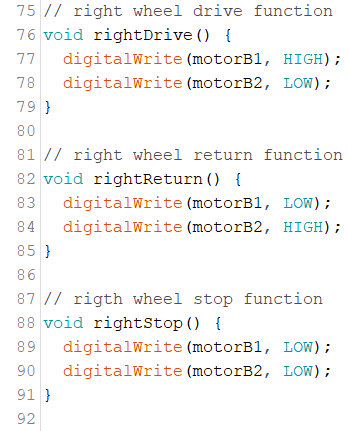 75 // right wheel drive function
76 void rightDrive() {
77   digitalWrite(motorB1, HIGH);
78   digitalWrite(motorB2, LOW);
79 }
80
81 // right wheel return function
82 void rightReturn() {
83   digitalWrite(motorB1, LOW);
84   digitalWrite(motorB2, HIGH);
85 }
86
87 // rigth wheel stop function
88 void rightStop() {
89   digitalWrite(motorB1, LOW);
90   digitalWrite(motorB2, LOW);
91 }
92